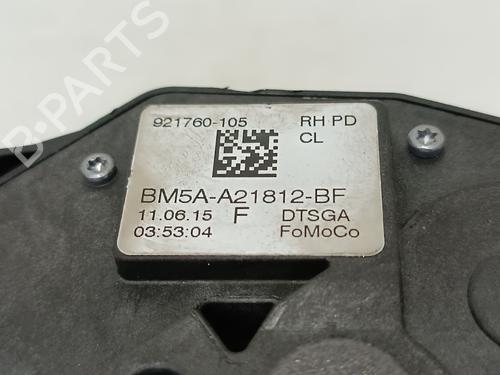 921760-105 RH PD
CL
BM5A-A21812-BF
11.06.15 F DTSGA
03:53:04 FoMoCo
B-PARTS